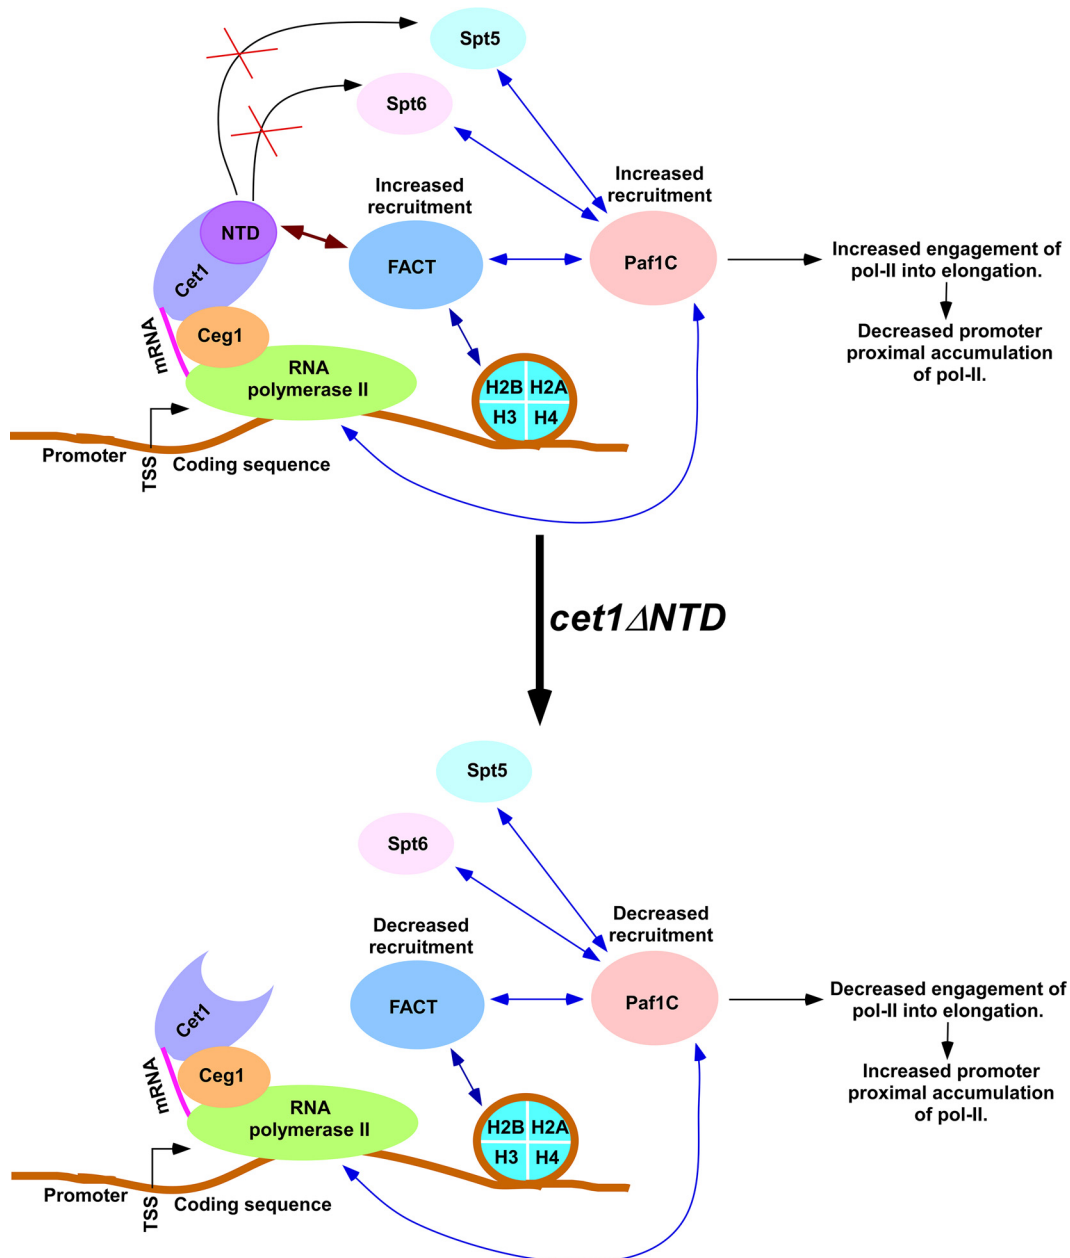 Spt5
Spt6
Increased
recruitment
Increased
recruitment
NTD
FACT
Paf1C
Increased engagement of
pol-II into elongation.
Cet1
mRNA
Ceg1
Decreased promoter
proximal accumulation
of pol-II.
RNA
polymerase II
H2B H2A
H3 H4
Promoter
TSS
Coding sequence
cet1ΔNTD
Spt5
Spt6
Decreased
recruitment
Decreased
recruitment
FACT
Paf1C
Decreased engagement of
pol-II into elongation.
Cet1
mRNA
Ceg1
Increased promoter
proximal accumulation
of pol-II.
RNA
polymerase II
H2B H2A
H3 H4
Promoter
TSS
Coding sequence